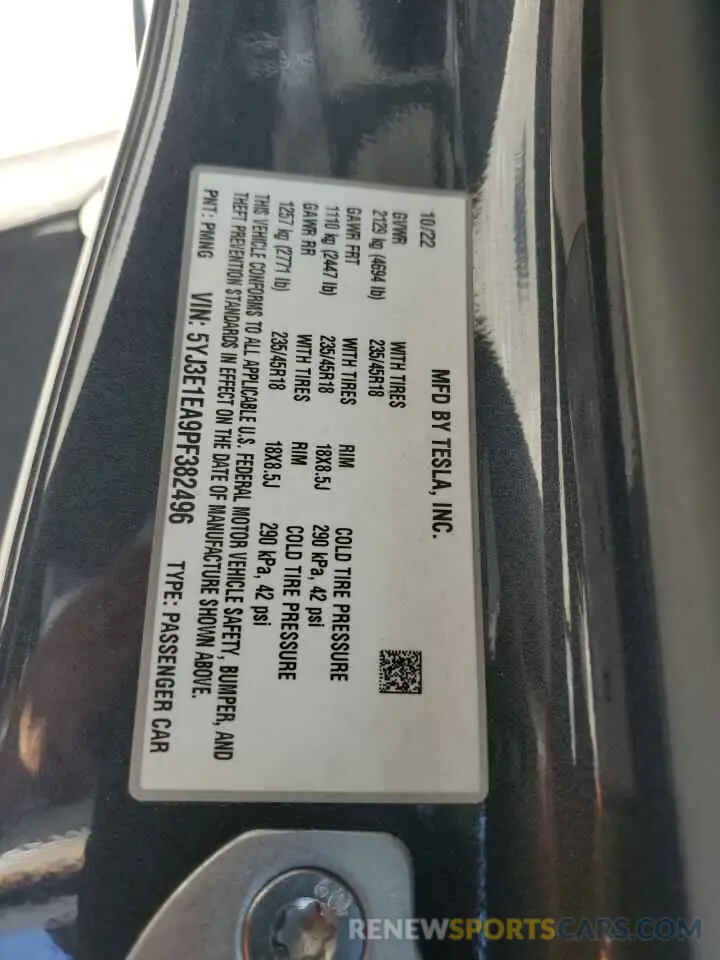 MFD BY TESLA, INC.
10/22
GVWR
2129 kg (4694 lb)
WITH TIRES
235/45R18
GAWR FRT WITH TIRES RIM COLD TIRE PRESSURE
1110 kg (2447 lb) 235/45R18 18X8.5J 290 kPa, 42 psi
GAWR RR WITH TIRES RIM COLD TIRE PRESSURE
1257 kg (2771 lb) 235/45R18 18X8.5J 290 kPa, 42 psi
THIS VEHICLE CONFORMS TO ALL APPLICABLE U.S. FEDERAL MOTOR VEHICLE SAFETY, BUMPER, AND
THEFT PREVENTION STANDARDS IN EFFECT ON THE DATE OF MANUFACTURE SHOWN ABOVE.
PNT: PMNG VIN: 5YJ3E1EA9PF382496 TYPE: PASSENGER CAR
RENEWSPORTSCARS.COM